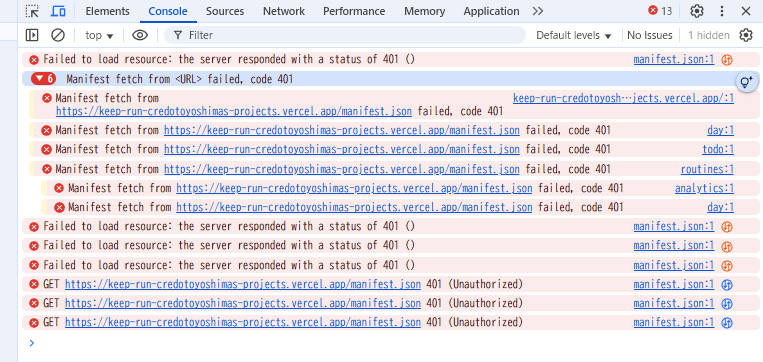 Elements Console Sources Network Performance Memory Application 13
top Filter Default levels No Issues 1 hidden
Failed to load resource: the server responded with a status of 401 () manifest.json:1
6 Manifest fetch from <URL> failed, code 401
Manifest fetch from keep-run-credotoyosh…jects.vercel.app/:1
https://keep-run-credotoyoshimas-projects.vercel.app/manifest.json failed, code 401
Manifest fetch from https://keep-run-credotoyoshimas-projects.vercel.app/manifest.json failed, code 401 day:1
Manifest fetch from https://keep-run-credotoyoshimas-projects.vercel.app/manifest.json failed, code 401 todo:1
Manifest fetch from https://keep-run-credotoyoshimas-projects.vercel.app/manifest.json failed, code 401 routines:1
Manifest fetch from https://keep-run-credotoyoshimas-projects.vercel.app/manifest.json failed, code 401 analytics:1
Manifest fetch from https://keep-run-credotoyoshimas-projects.vercel.app/manifest.json failed, code 401 day:1
Failed to load resource: the server responded with a status of 401 () manifest.json:1
Failed to load resource: the server responded with a status of 401 () manifest.json:1
Failed to load resource: the server responded with a status of 401 () manifest.json:1
GET https://keep-run-credotoyoshimas-projects.vercel.app/manifest.json 401 (Unauthorized) manifest.json:1
GET https://keep-run-credotoyoshimas-projects.vercel.app/manifest.json 401 (Unauthorized) manifest.json:1
GET https://keep-run-credotoyoshimas-projects.vercel.app/manifest.json 401 (Unauthorized) manifest.json:1